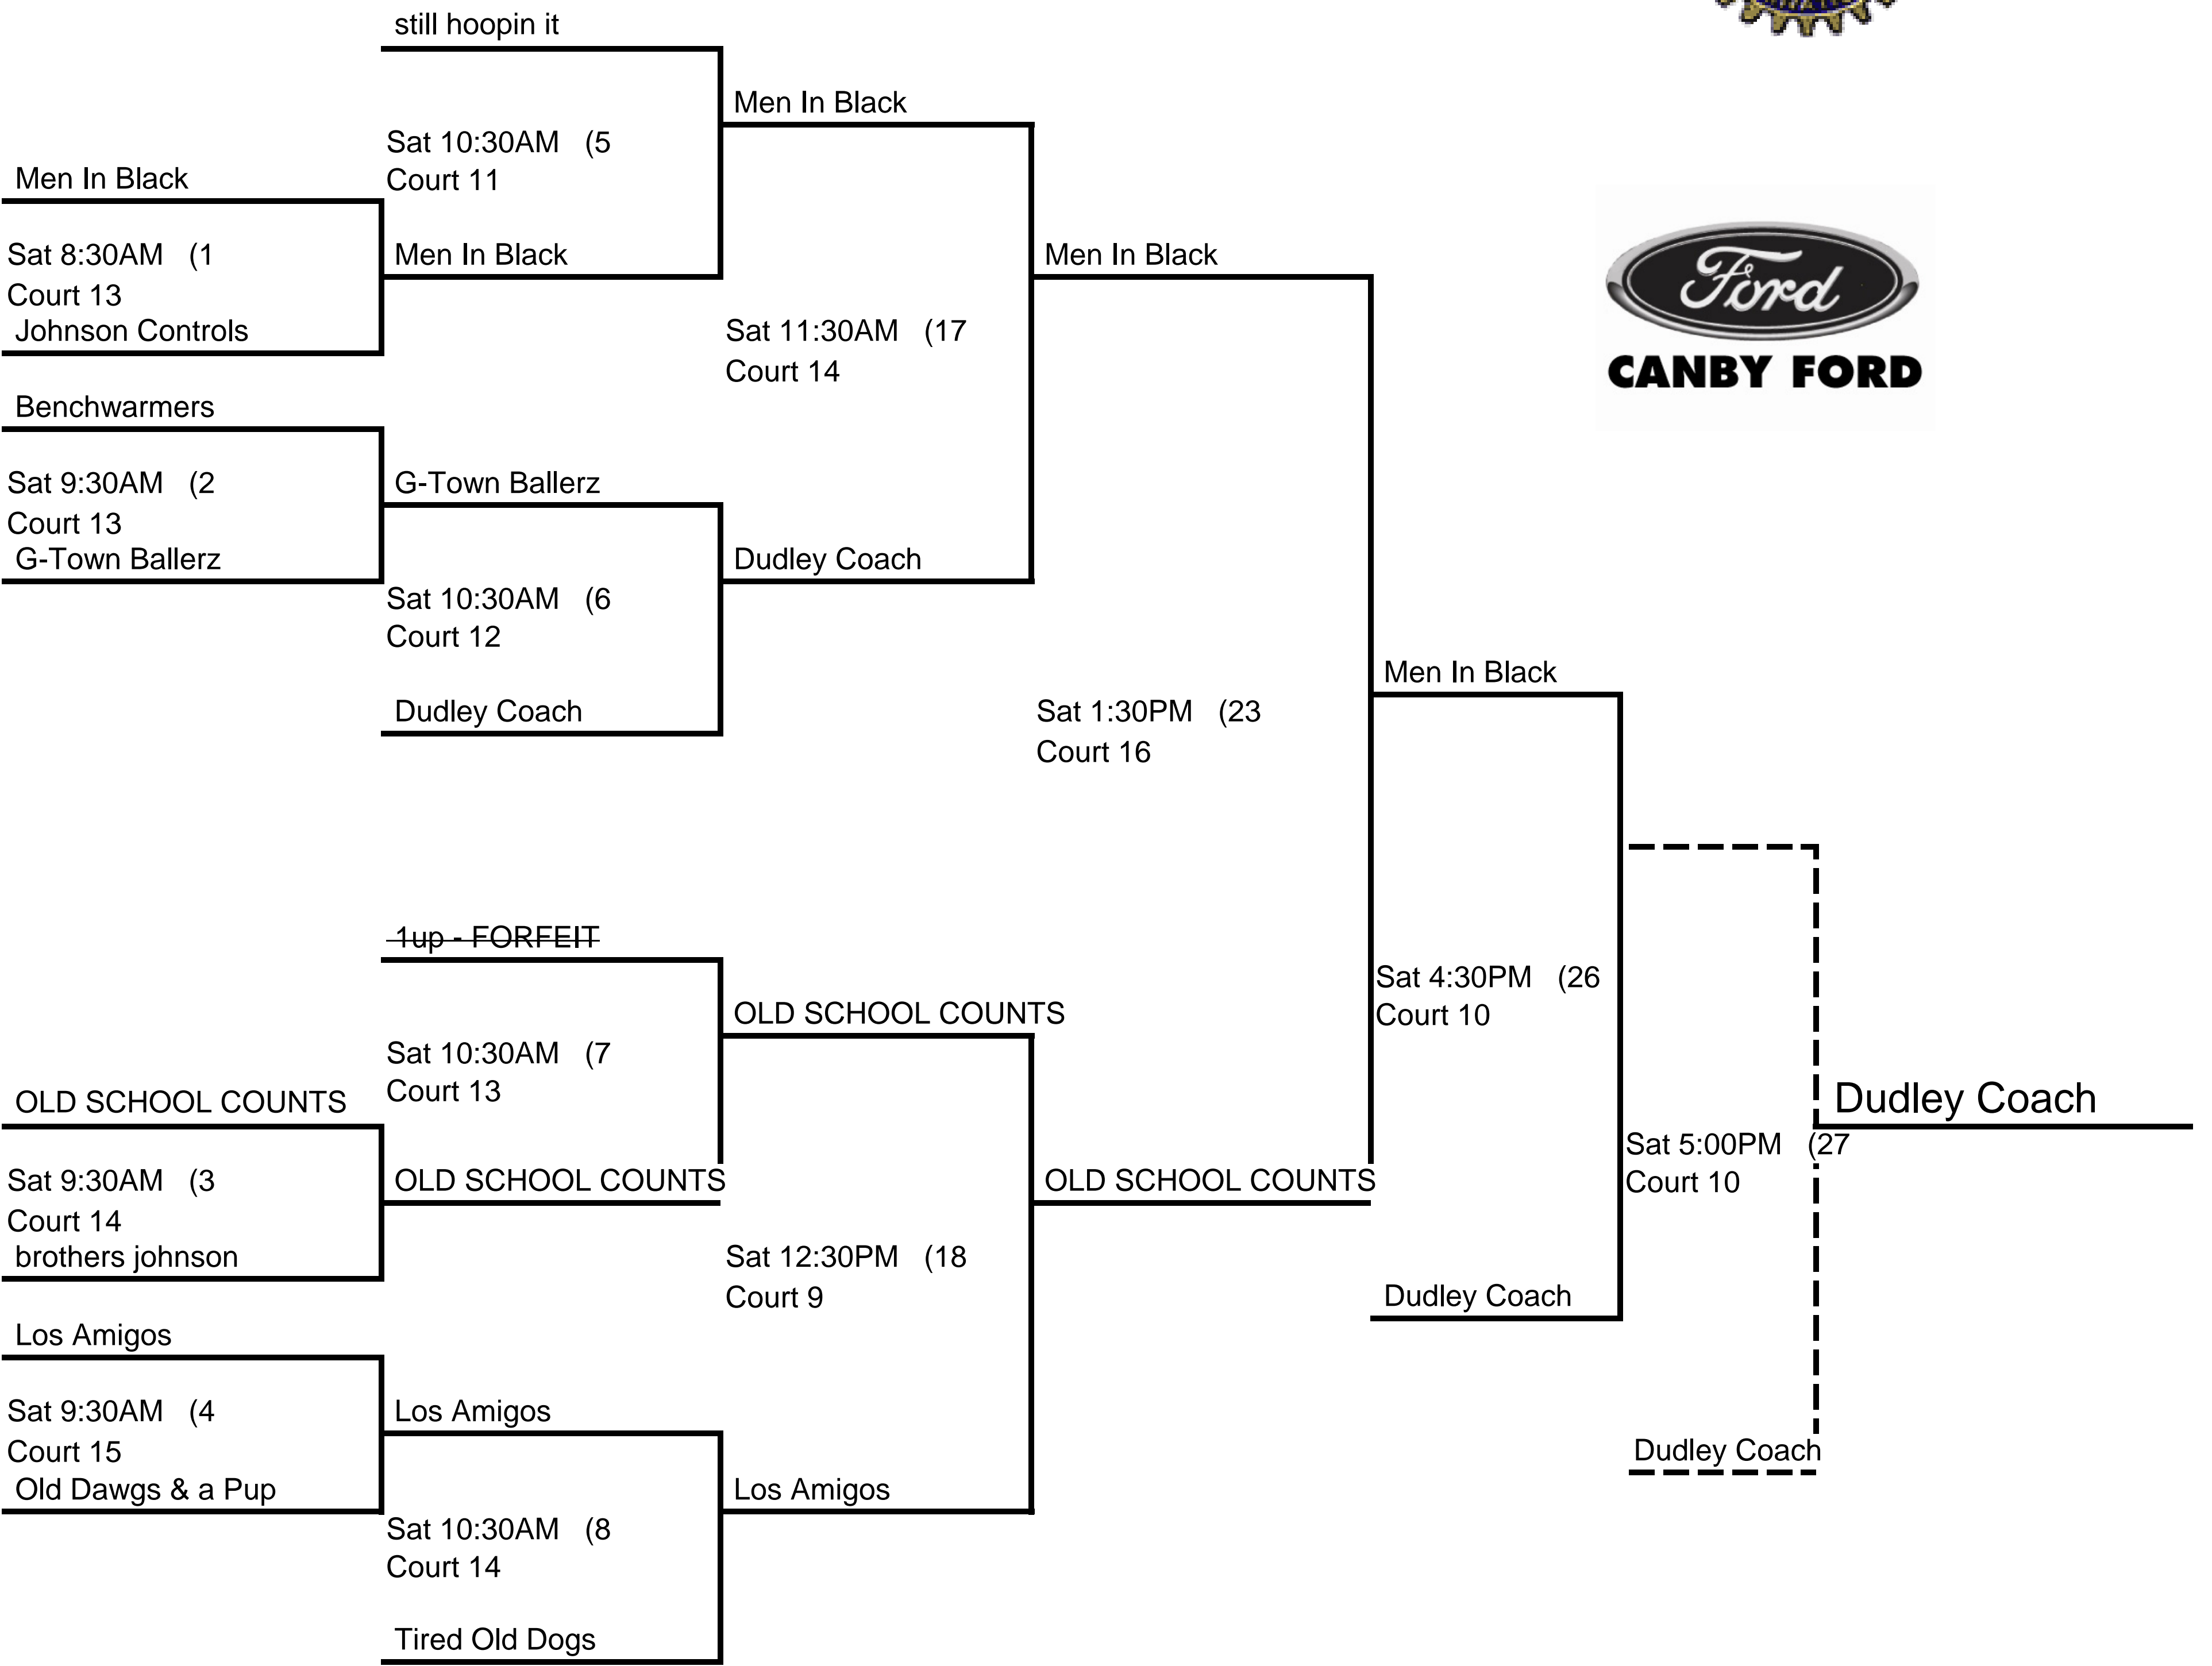 still hoopin it
Men In Black
Sat 10:30AM (5
Court 11
Men In Black
Sat 8:30AM (1
Court 13
Johnson Controls
Men In Black
Men In Black
Sat 11:30AM (17
Court 14
Ford
CANBY FORD
Benchwarmers
Sat 9:30AM (2
Court 13
G-Town Ballerz
G-Town Ballerz
Dudley Coach
Sat 10:30AM (6
Court 12
Dudley Coach
Sat 1:30PM (23
Court 16
Men In Black
1up - FORFEIT
OLD SCHOOL COUNTS
Sat 10:30AM (7
Court 13
Sat 4:30PM (26
Court 10
OLD SCHOOL COUNTS
Sat 9:30AM (3
Court 14
brothers johnson
OLD SCHOOL COUNTS
OLD SCHOOL COUNTS
Dudley Coach
Sat 5:00PM (27
Court 10
Sat 12:30PM (18
Court 9
Dudley Coach
Los Amigos
Sat 9:30AM (4
Court 15
Old Dawgs & a Pup
Los Amigos
Los Amigos
Dudley Coach
Sat 10:30AM (8
Court 14
Tired Old Dogs